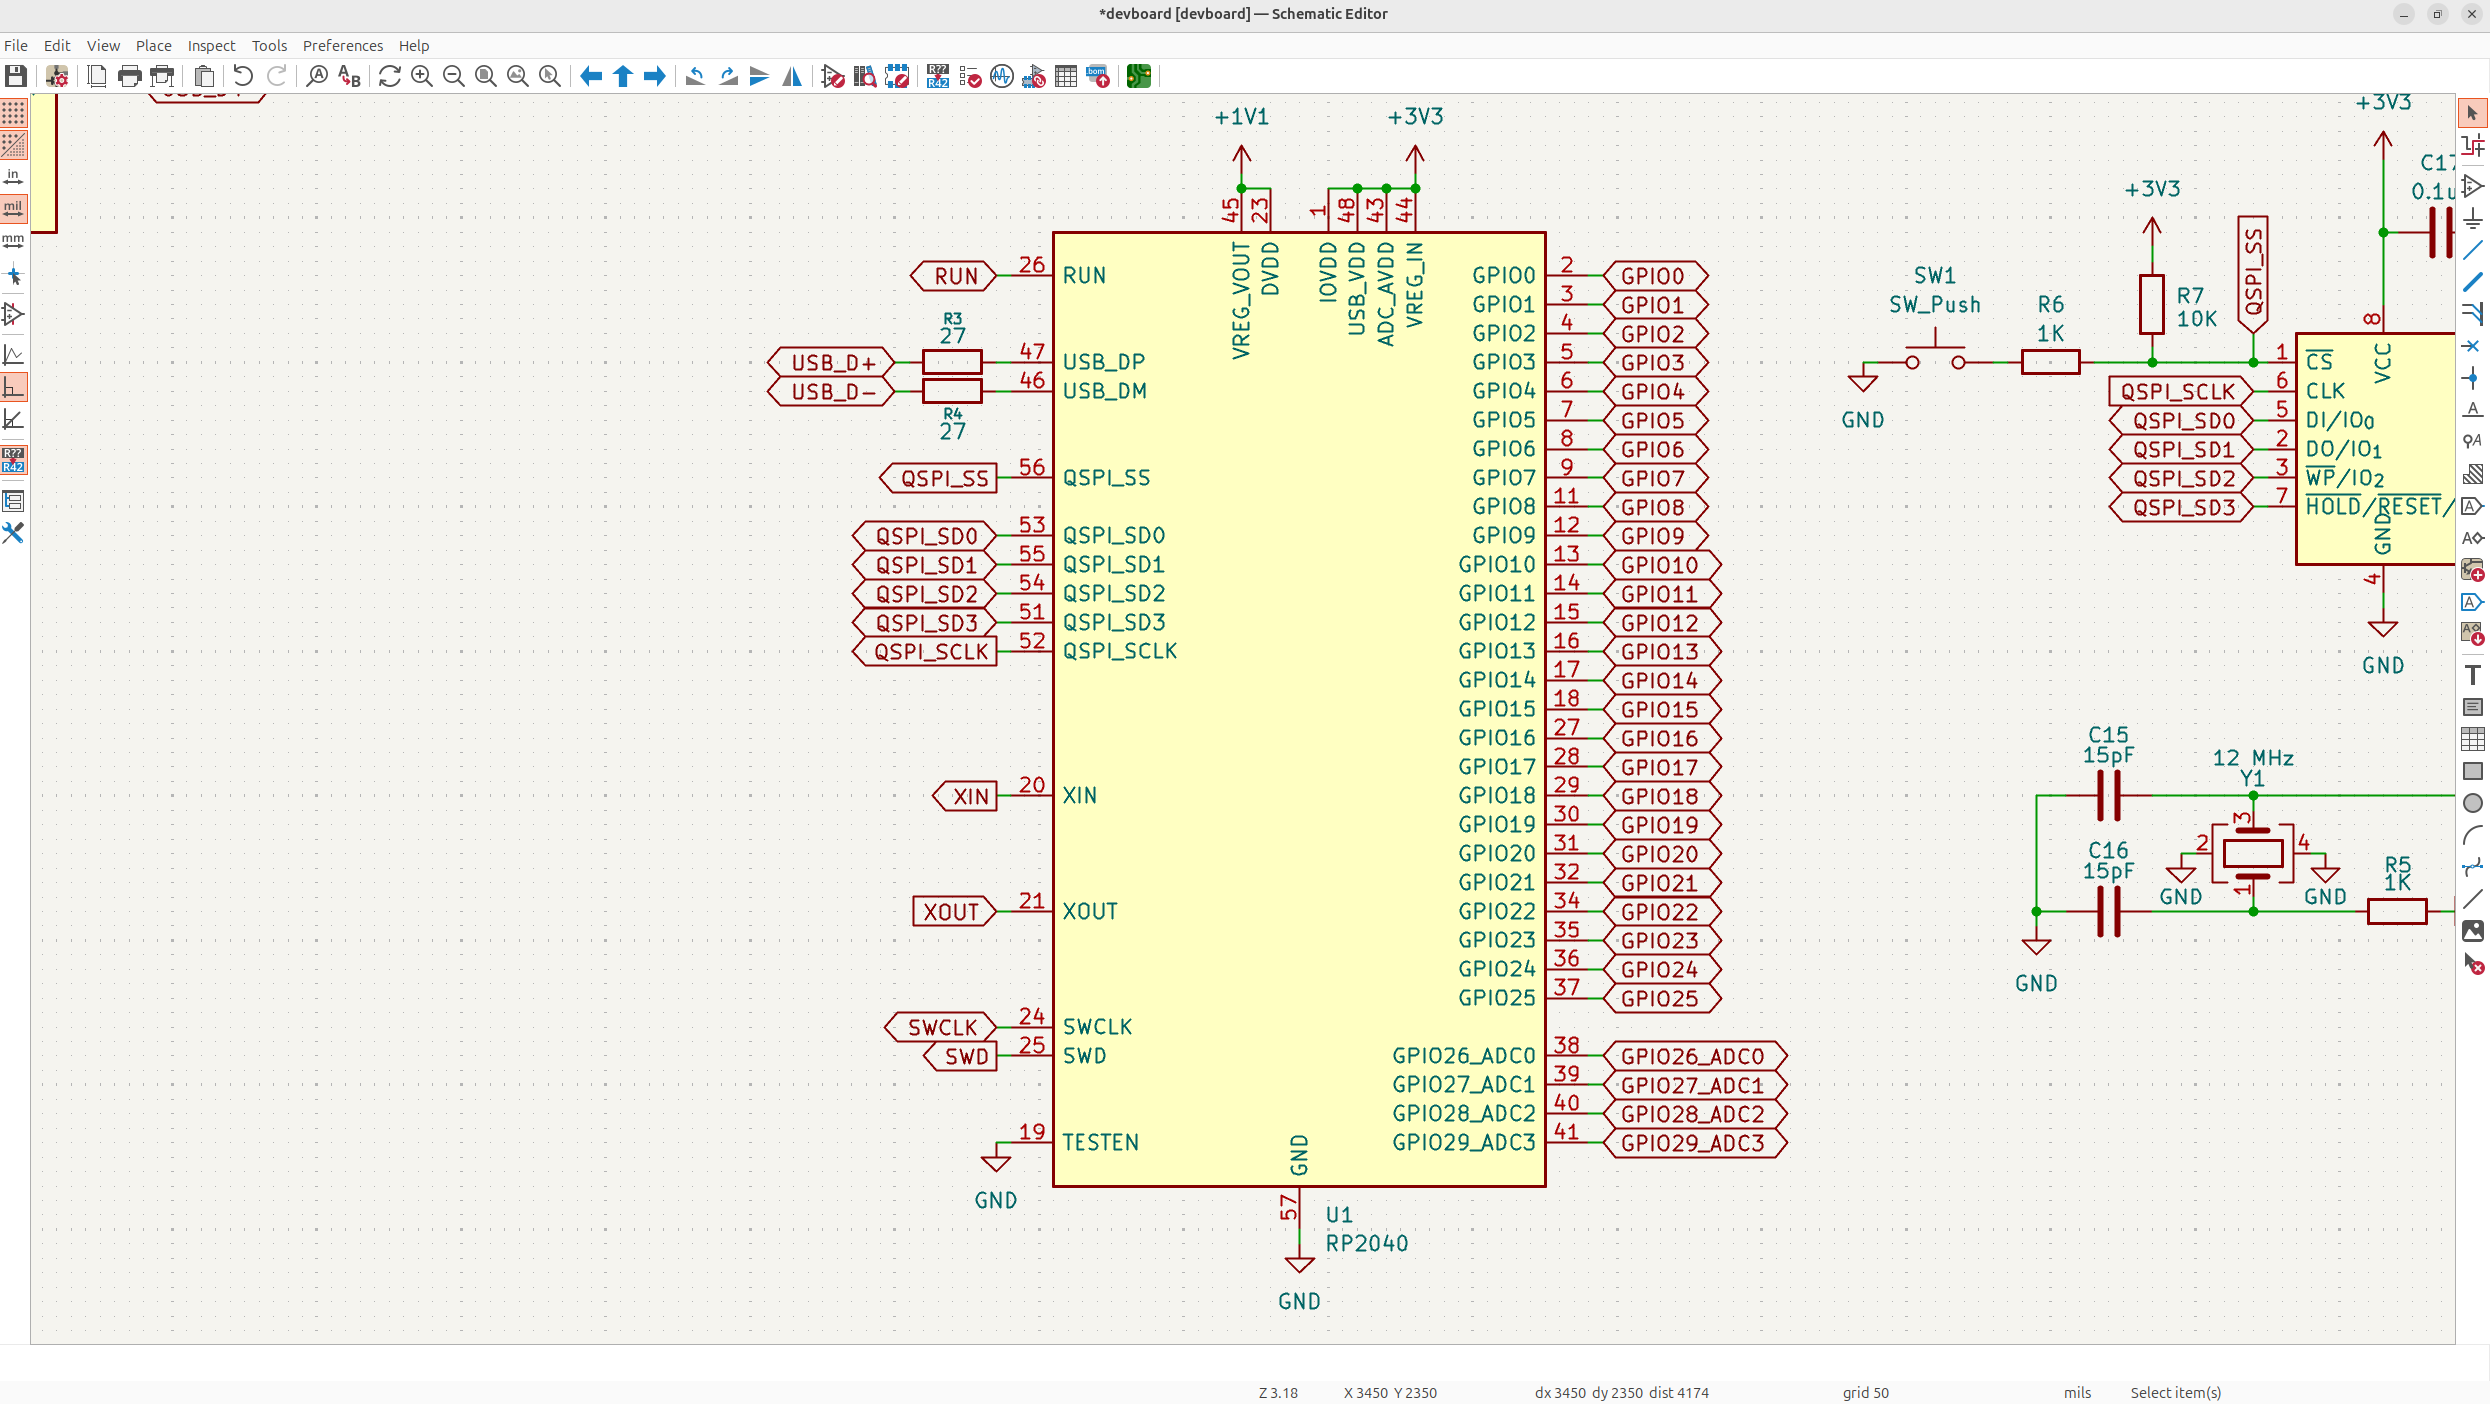 *devboard [devboard] — Schematic Editor
File Edit View Place Inspect Tools Preferences Help
in
mil
mm
R??
R42
+1V1
+3V3
45
23
1
48
43
44
VREG_VOUT
DVDD
IOVDD
USB_VDD
ADC_AVDD
VREG_IN
RUN 26 RUN
R3
27
USB_D+ 47 USB_DP
USB_D- 46 USB_DM
R4
27
QSPI_SS 56 QSPI_SS
QSPI_SD0 53 QSPI_SD0
QSPI_SD1 55 QSPI_SD1
QSPI_SD2 54 QSPI_SD2
QSPI_SD3 51 QSPI_SD3
QSPI_SCLK 52 QSPI_SCLK
XIN 20 XIN
XOUT 21 XOUT
SWCLK 24 SWCLK
SWD 25 SWD
19 TESTEN
GND
GND
57
U1
RP2040
GND
GPIO0 2 GPIO0
GPIO1 3 GPIO1
GPIO2 4 GPIO2
GPIO3 5 GPIO3
GPIO4 6 GPIO4
GPIO5 7 GPIO5
GPIO6 8 GPIO6
GPIO7 9 GPIO7
GPIO8 11 GPIO8
GPIO9 12 GPIO9
GPIO10 13 GPIO10
GPIO11 14 GPIO11
GPIO12 15 GPIO12
GPIO13 16 GPIO13
GPIO14 17 GPIO14
GPIO15 18 GPIO15
GPIO16 27 GPIO16
GPIO17 28 GPIO17
GPIO18 29 GPIO18
GPIO19 30 GPIO19
GPIO20 31 GPIO20
GPIO21 32 GPIO21
GPIO22 34 GPIO22
GPIO23 35 GPIO23
GPIO24 36 GPIO24
GPIO25 37 GPIO25
GPIO26_ADC0 38 GPIO26_ADC0
GPIO27_ADC1 39 GPIO27_ADC1
GPIO28_ADC2 40 GPIO28_ADC2
GPIO29_ADC3 41 GPIO29_ADC3
SW1
SW_Push
GND
R6
1K
+3V3
R7
10K
QSPI_SS
+3V3
0.1
8
VCC
1 CS
QSPI_SCLK 6 CLK
QSPI_SD0 5 DI/IO0
QSPI_SD1 2 DO/IO1
QSPI_SD2 3 WP/IO2
QSPI_SD3 7 HOLD/RESET/
GND
4
GND
C15
15pF
C16
15pF
GND
12 MHz
Y1
3
2
4
1
GND
GND
R5
1K
Z 3.18 X 3450 Y 2350 dx 3450 dy 2350 dist 4174 grid 50 mils Select item(s)